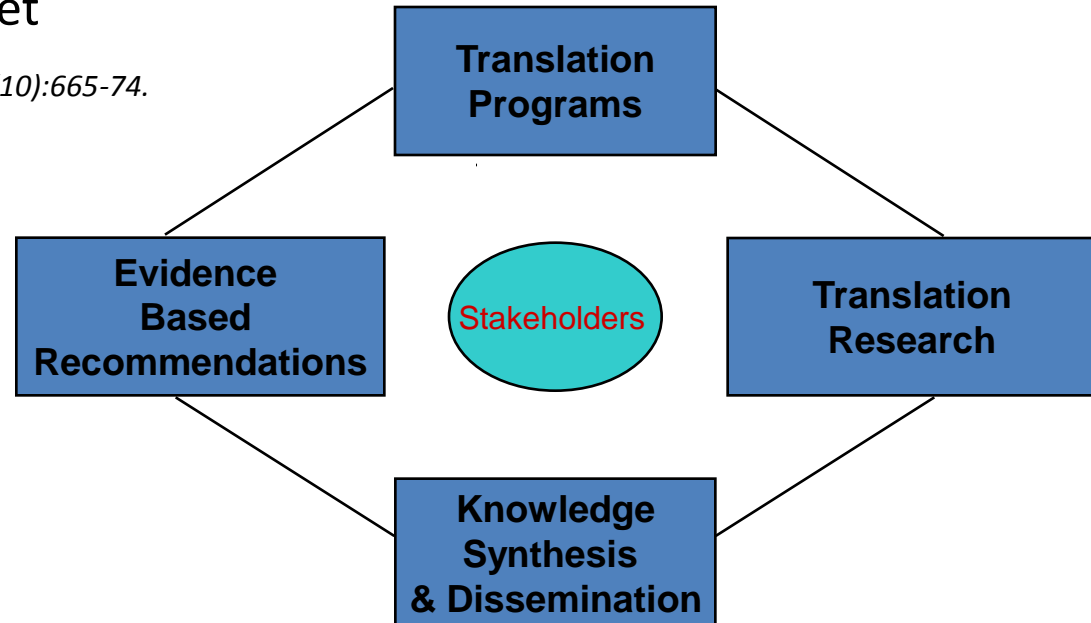 et
10):665-74.
Translation
Programs
Evidence
Based
Recommendations
Stakeholders
Translation
Research
Knowledge
Synthesis
& Dissemination